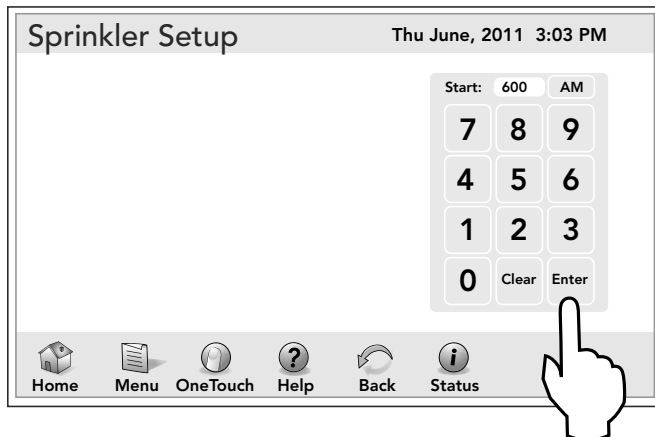 Sprinkler Setup Thu June, 2011 3:03 PM
Start: 600 AM
7 8 9
4 5 6
1 2 3
0 Clear Enter
Home Menu OneTouch Help Back Status